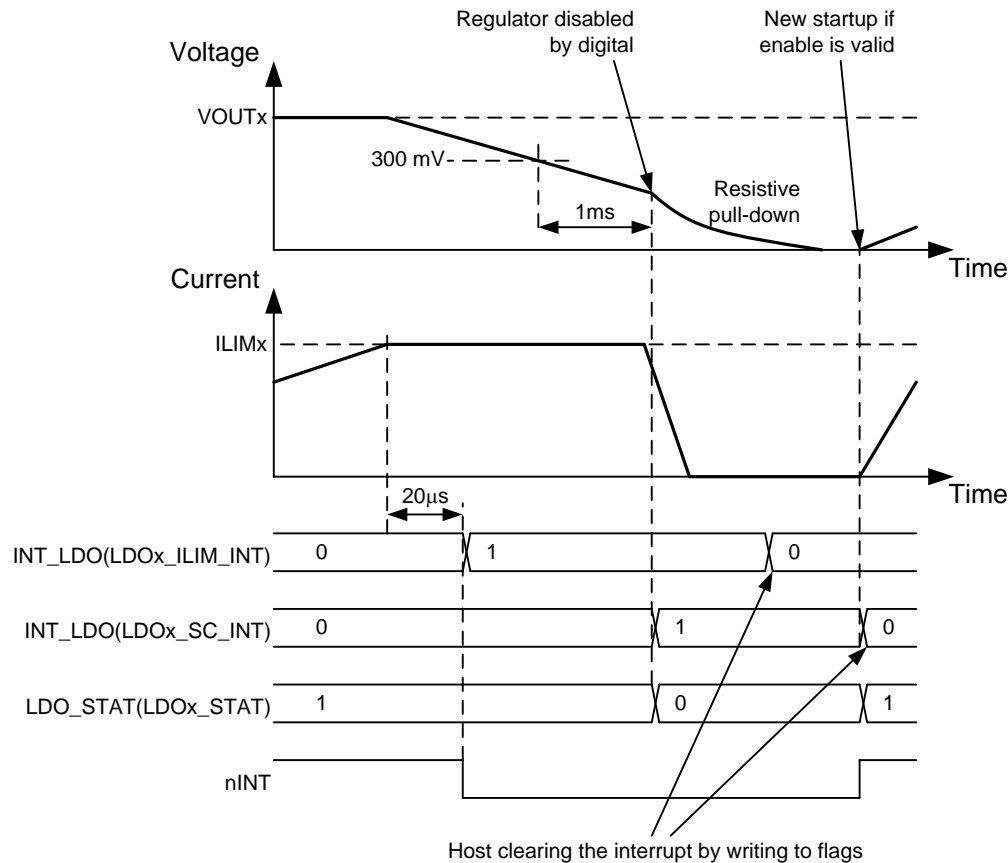 Regulator disabled
by digital
New startup if
enable is valid
Voltage
VOUTx
300 mV
1ms
Resistive
pull-down
Time
Current
ILIMx
Time
20μs
INT_LDO(LDOx_ILIM_INT)
0
1
0
INT_LDO(LDOx_SC_INT)
0
1
0
LDO_STAT(LDOx_STAT)
1
0
1
nINT
Host clearing the interrupt by writing to flags